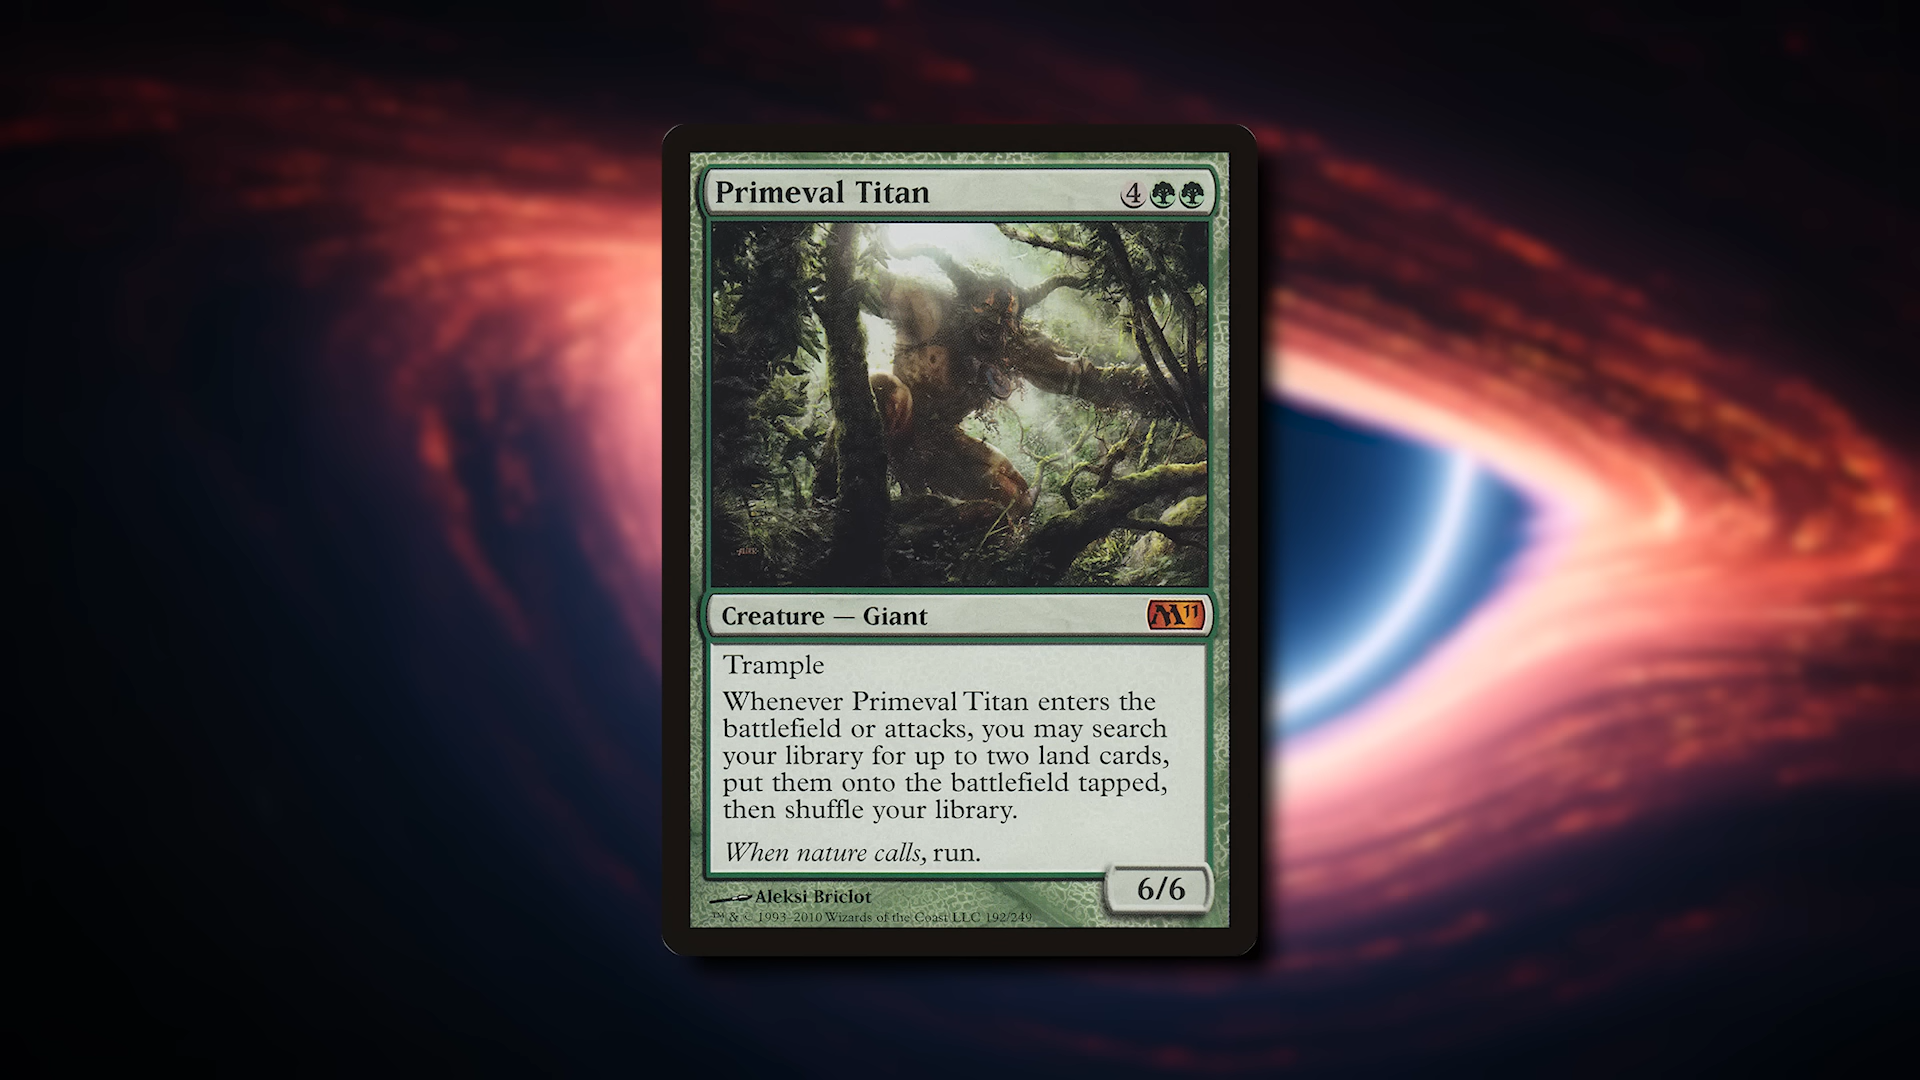 Primeval Titan 4
Creature — Giant M11
Trample
Whenever Primeval Titan enters the
battlefield or attacks, you may search
your library for up to two land cards,
put them onto the battlefield tapped,
then shuffle your library.
When nature calls, run.
6/6
Aleksi Briclot
™ & © 1993–2010 Wizards of the Coast LLC 192/249